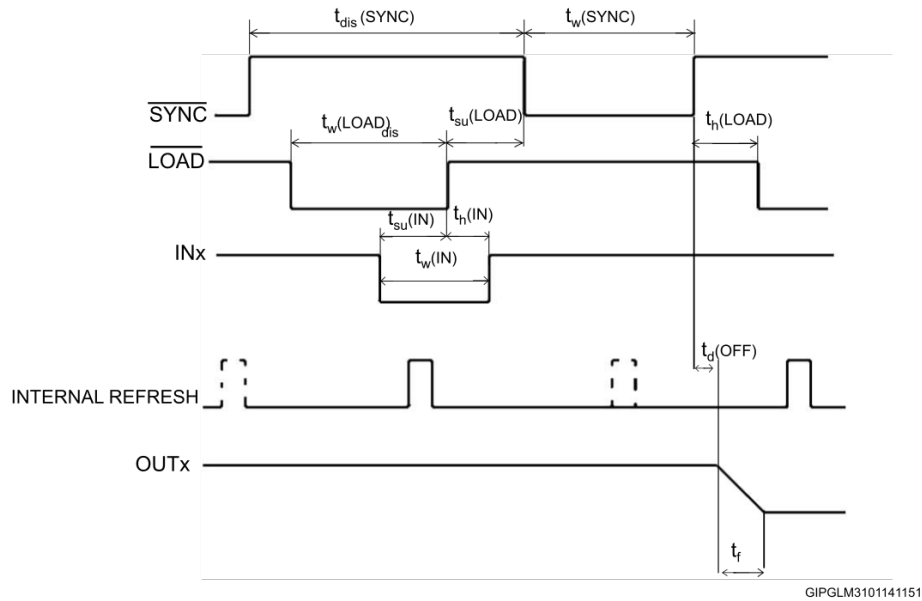 tdis(SYNC)
tw(SYNC)
SYNC
tw(LOAD)dis
tsu(LOAD)
th(LOAD)
LOAD
tsu(IN)
th(IN)
INx
tw(IN)
td(OFF)
INTERNAL REFRESH
OUTx
tf
GIPGLM3101141151